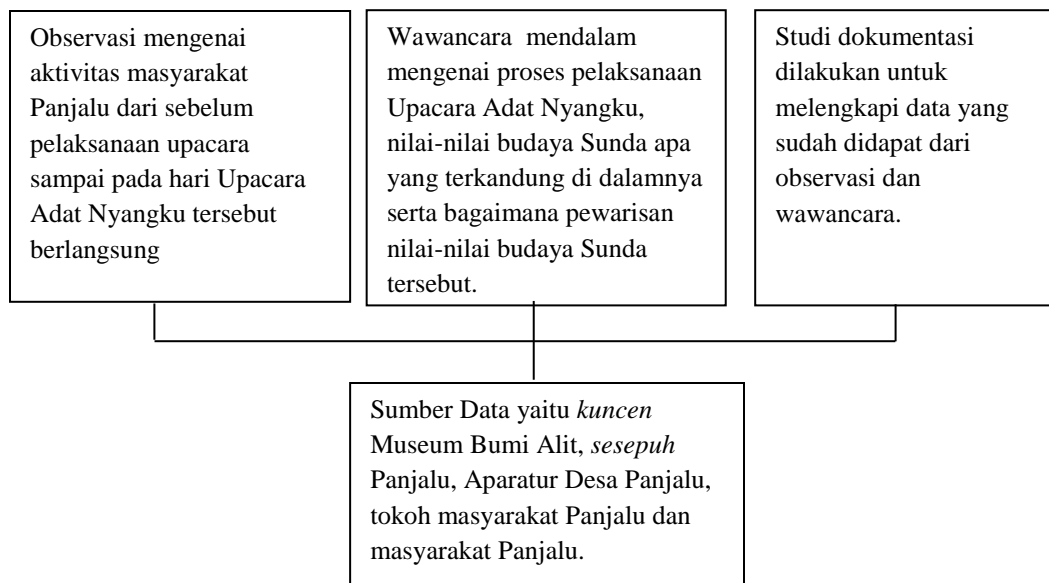 Observasi mengenai
aktivitas masyarakat
Panjalu dari sebelum
pelaksanaan upacara
sampai pada hari Upacara
Adat Nyangku tersebut
berlangsung
Wawancara mendalam
mengenai proses pelaksanaan
Upacara Adat Nyangku,
nilai-nilai budaya Sunda apa
yang terkandung di dalamnya
serta bagaimana pewarisan
nilai-nilai budaya Sunda
tersebut.
Studi dokumentasi
dilakukan untuk
melengkapi data yang
sudah didapat dari
observasi dan
wawancara.
Sumber Data yaitu kuncen
Museum Bumi Alit, sesepuh
Panjalu, Aparatur Desa Panjalu,
tokoh masyarakat Panjalu dan
masyarakat Panjalu.